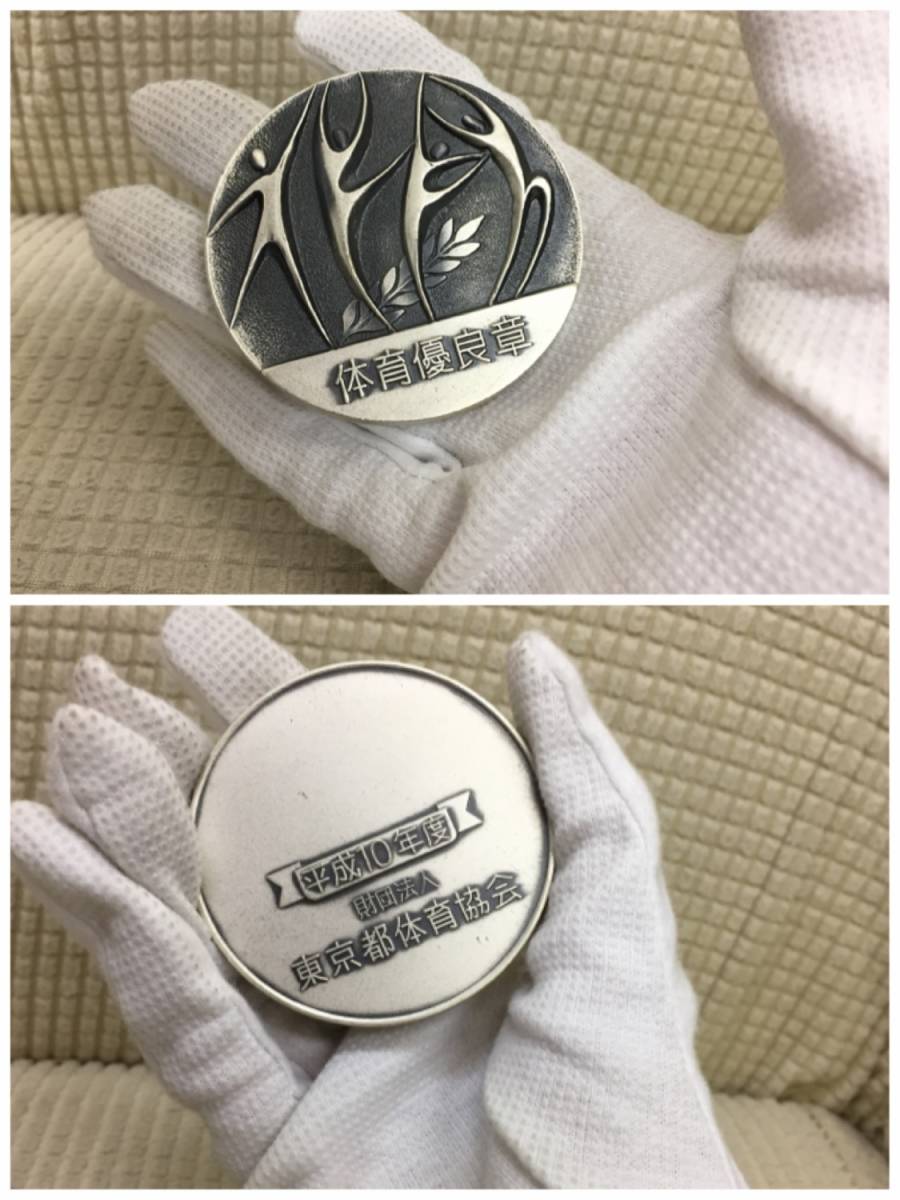 体育優良章
平成10年度
財団法人
東京都体育協会